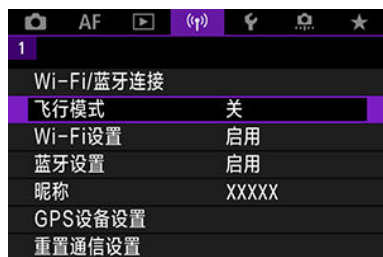 AF
1
Wi-Fi/蓝牙连接
飞行模式 关
Wi-Fi设置 启用
蓝牙设置 启用
昵称 XXXXX
GPS设备设置
重置通信设置